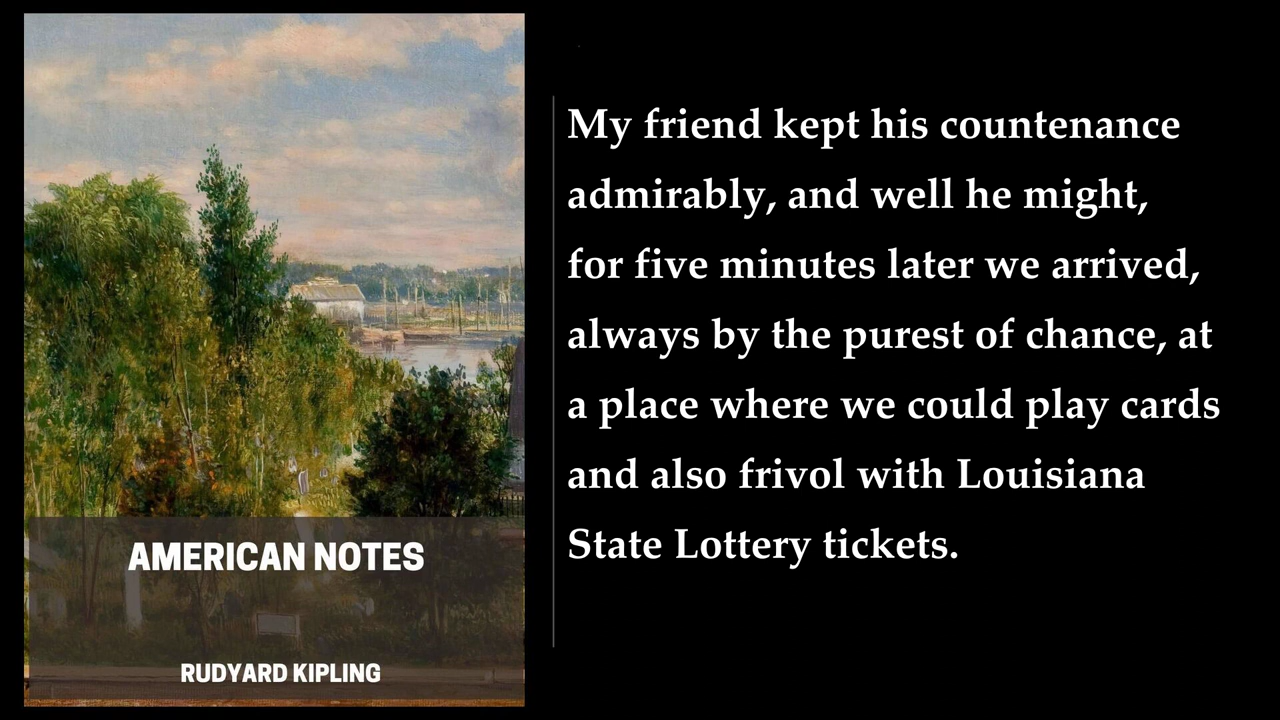 AMERICAN NOTES
RUDYARD KIPLING
My friend kept his countenance
admirably, and well he might,
for five minutes later we arrived,
always by the purest of chance, at
a place where we could play cards
and also frivol with Louisiana
State Lottery tickets.